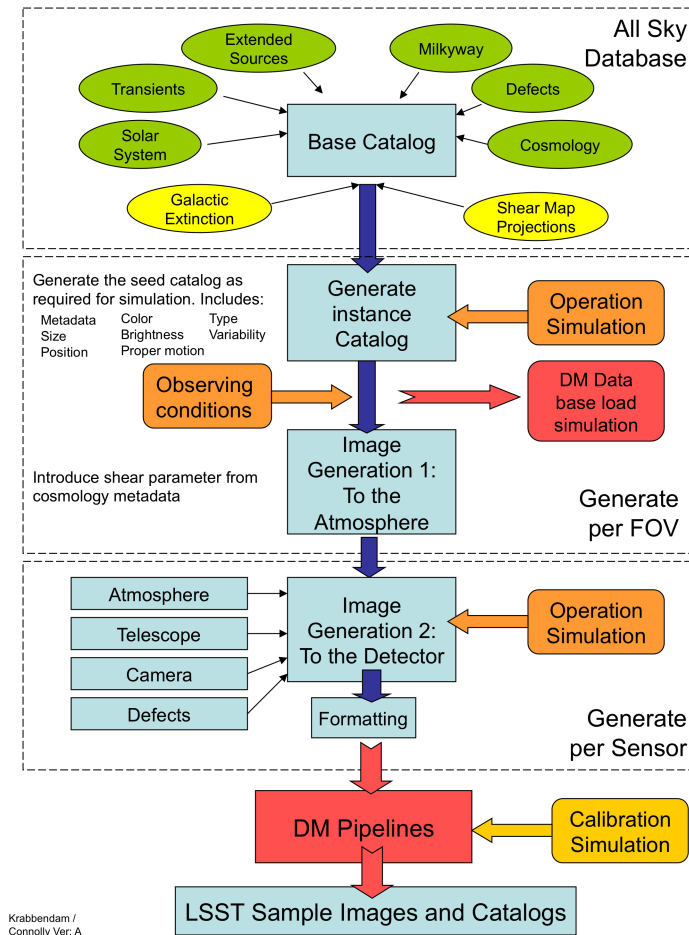 All Sky
Database
Extended
Sources
Milkyway
Transients
Defects
Solar
System
Base Catalog
Cosmology
Galactic
Extinction
Shear Map
Projections
Generate the seed catalog as
required for simulation. Includes:
Metadata Color Type
Size Brightness Variability
Position Proper motion
Generate
instance
Catalog
Operation
Simulation
Observing
conditions
DM Data
base load
simulation
Image
Generation 1:
To the
Atmosphere
Introduce shear parameter from
cosmology metadata
Generate
per FOV
Atmosphere
Telescope
Camera
Defects
Image
Generation 2:
To the Detector
Operation
Simulation
Formatting
Generate
per Sensor
DM Pipelines
Calibration
Simulation
LSST Sample Images and Catalogs
Krabbendam /
Connolly Ver: A